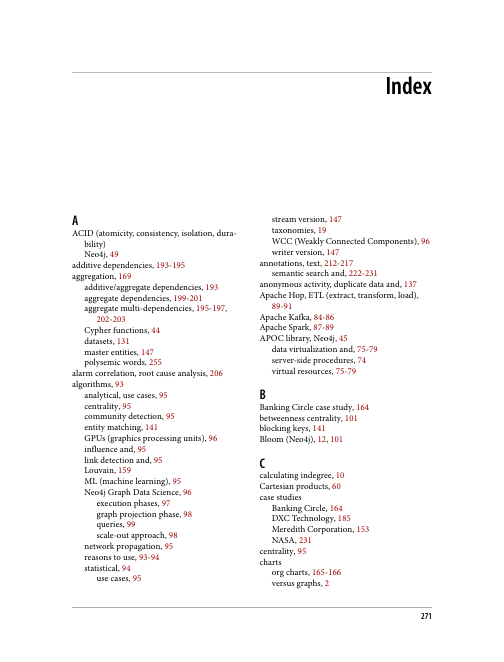 Index
A
ACID (atomicity, consistency, isolation, dura-
bility)
Neo4j, 49
additive dependencies, 193-195
aggregation, 169
additive/aggregate dependencies, 193
aggregate dependencies, 199-201
aggregate multi-dependencies, 195-197,
202-203
Cypher functions, 44
datasets, 131
master entities, 147
polysemic words, 255
alarm correlation, root cause analysis, 206
algorithms, 93
analytical, use cases, 95
centrality, 95
community detection, 95
entity matching, 141
GPUs (graphics processing units), 96
influence and, 95
link detection and, 95
Louvain, 159
ML (machine learning), 95
Neo4j Graph Data Science, 96
execution phases, 97
graph projection phase, 98
queries, 99
scale-out approach, 98
network propagation, 95
reasons to use, 93-94
statistical, 94
use cases, 95
stream version, 147
taxonomies, 19
WCC (Weakly Connected Components), 96
writer version, 147
annotations, text, 212-217
semantic search and, 222-231
anonymous activity, duplicate data and, 137
Apache Hop, ETL (extract, transform, load),
89-91
Apache Kafka, 84-86
Apache Spark, 87-89
APOC library, Neo4j, 45
data virtualization and, 75-79
server-side procedures, 74
virtual resources, 75-79
B
Banking Circle case study, 164
betweenness centrality, 101
blocking keys, 141
Bloom (Neo4j), 12, 101
C
calculating indegree, 10
Cartesian products, 60
case studies
Banking Circle, 164
DXC Technology, 185
Meredith Corporation, 153
NASA, 231
centrality, 95
charts
org charts, 165-166
versus graphs, 2
271